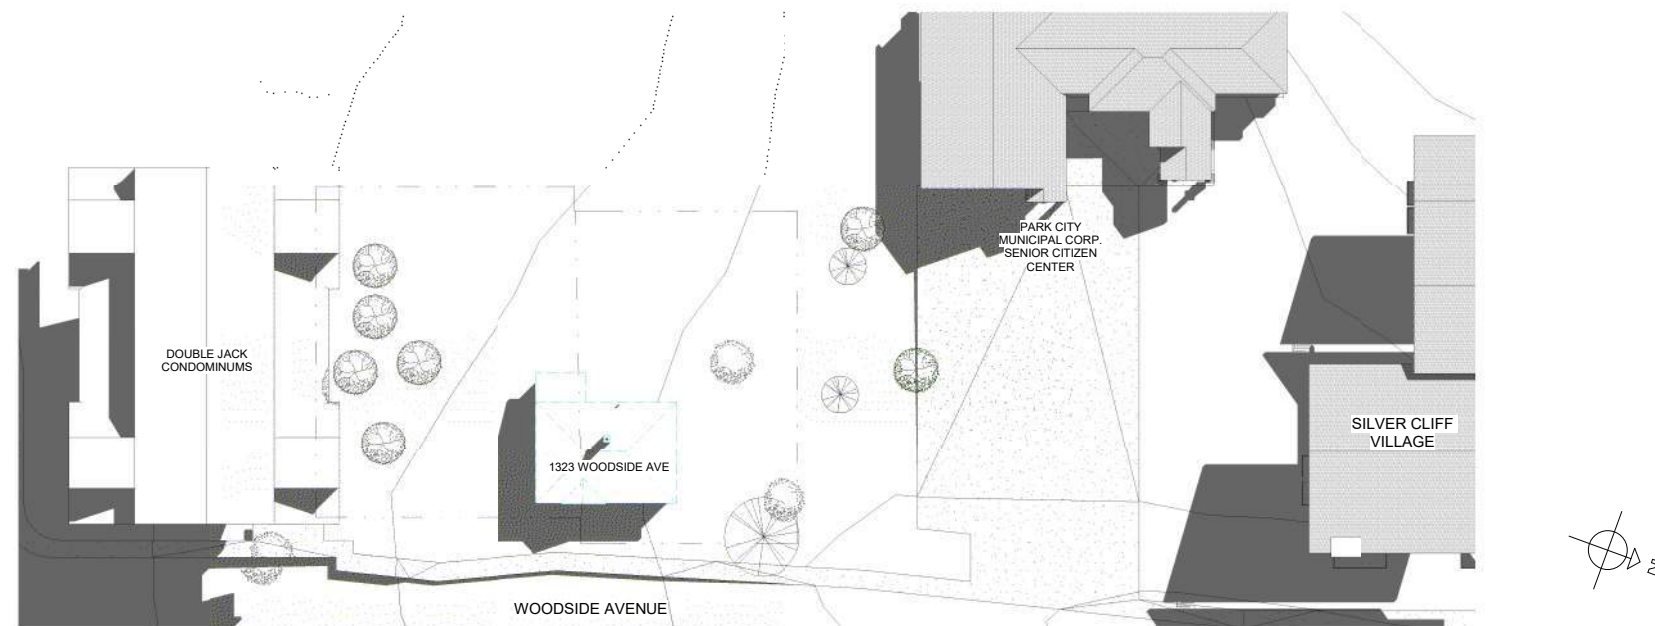 PARK CITY
MUNICIPAL CORP.
SENIOR CITIZEN
CENTER
DOUBLE JACK
CONDOMINUMS
SILVER CLIFF
VILLAGE
1323 WOODSIDE AVE
WOODSIDE AVENUE